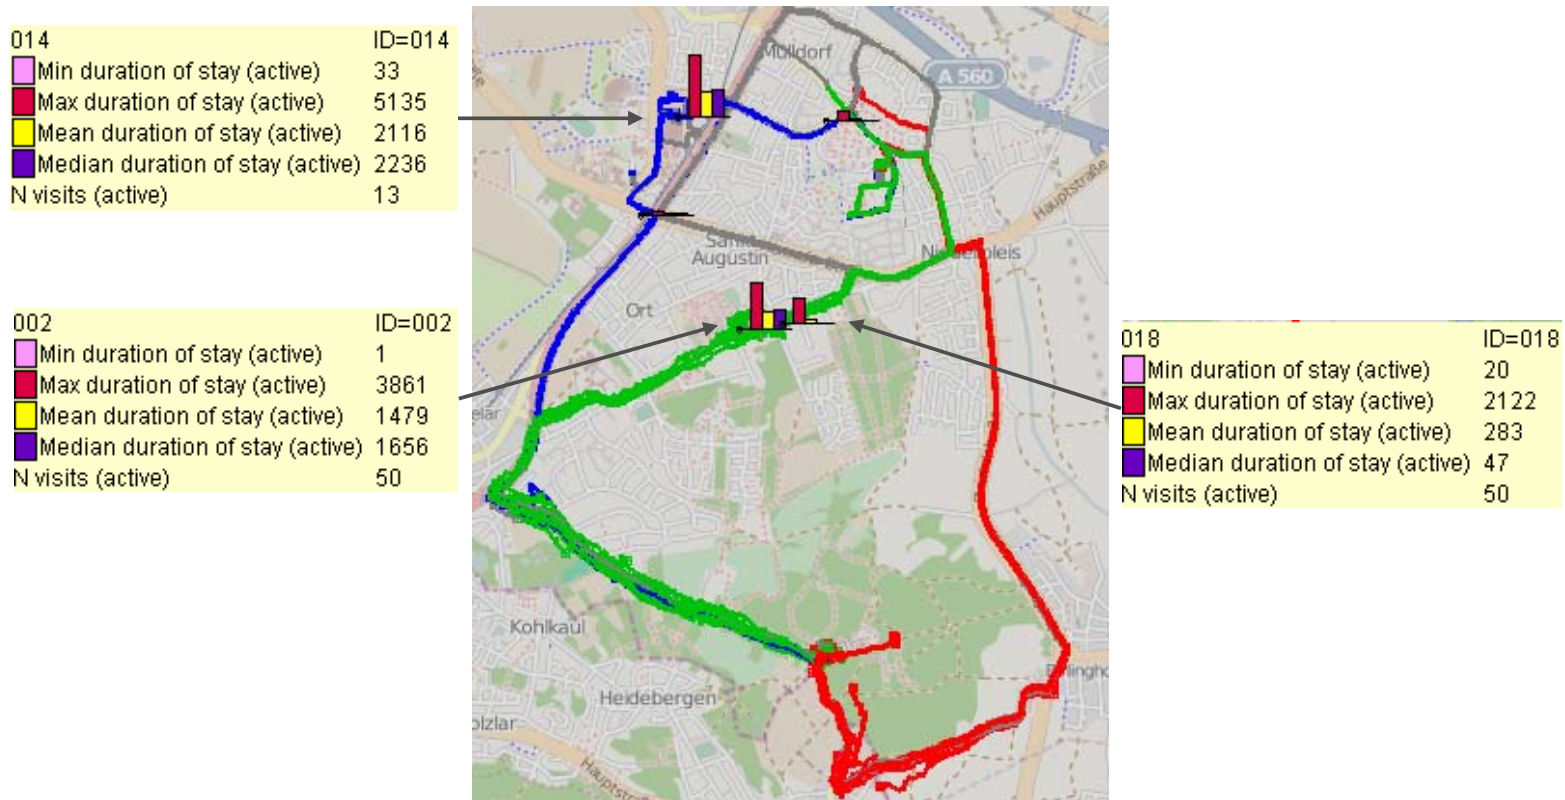 014 ID=014
Min duration of stay (active) 33
Max duration of stay (active) 5135
Mean duration of stay (active) 2116
Median duration of stay (active) 2236
N visits (active) 13
002 ID=002
Min duration of stay (active) 1
Max duration of stay (active) 3861
Mean duration of stay (active) 1479
Median duration of stay (active) 1656
N visits (active) 50
Mülldorf
A 560
Hauptstraße
Sankt
Augustin
Ort
Kohlkaul
Heidebergen
018 ID=018
Min duration of stay (active) 20
Max duration of stay (active) 2122
Mean duration of stay (active) 283
Median duration of stay (active) 47
N visits (active) 50